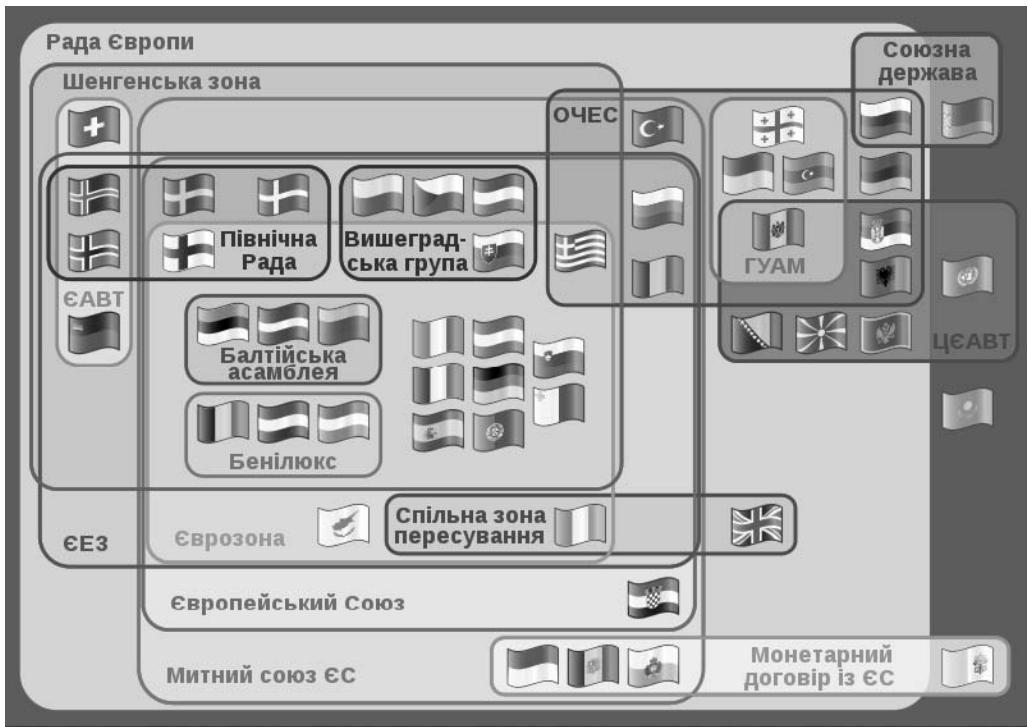 Рада Європи
Союзна
держава
Шенгенська зона
ОЧЕС
Північна
Рада
Вишеград-
ська група
ГУАМ
ЄАВТ
ЦЄАВТ
Балтійська
асамблея
Бенілюкс
Спільна зона
пересування
Єврозона
ЄЕЗ
Європейський Союз
Митний союз ЄС
Монетарний
договір із ЄС